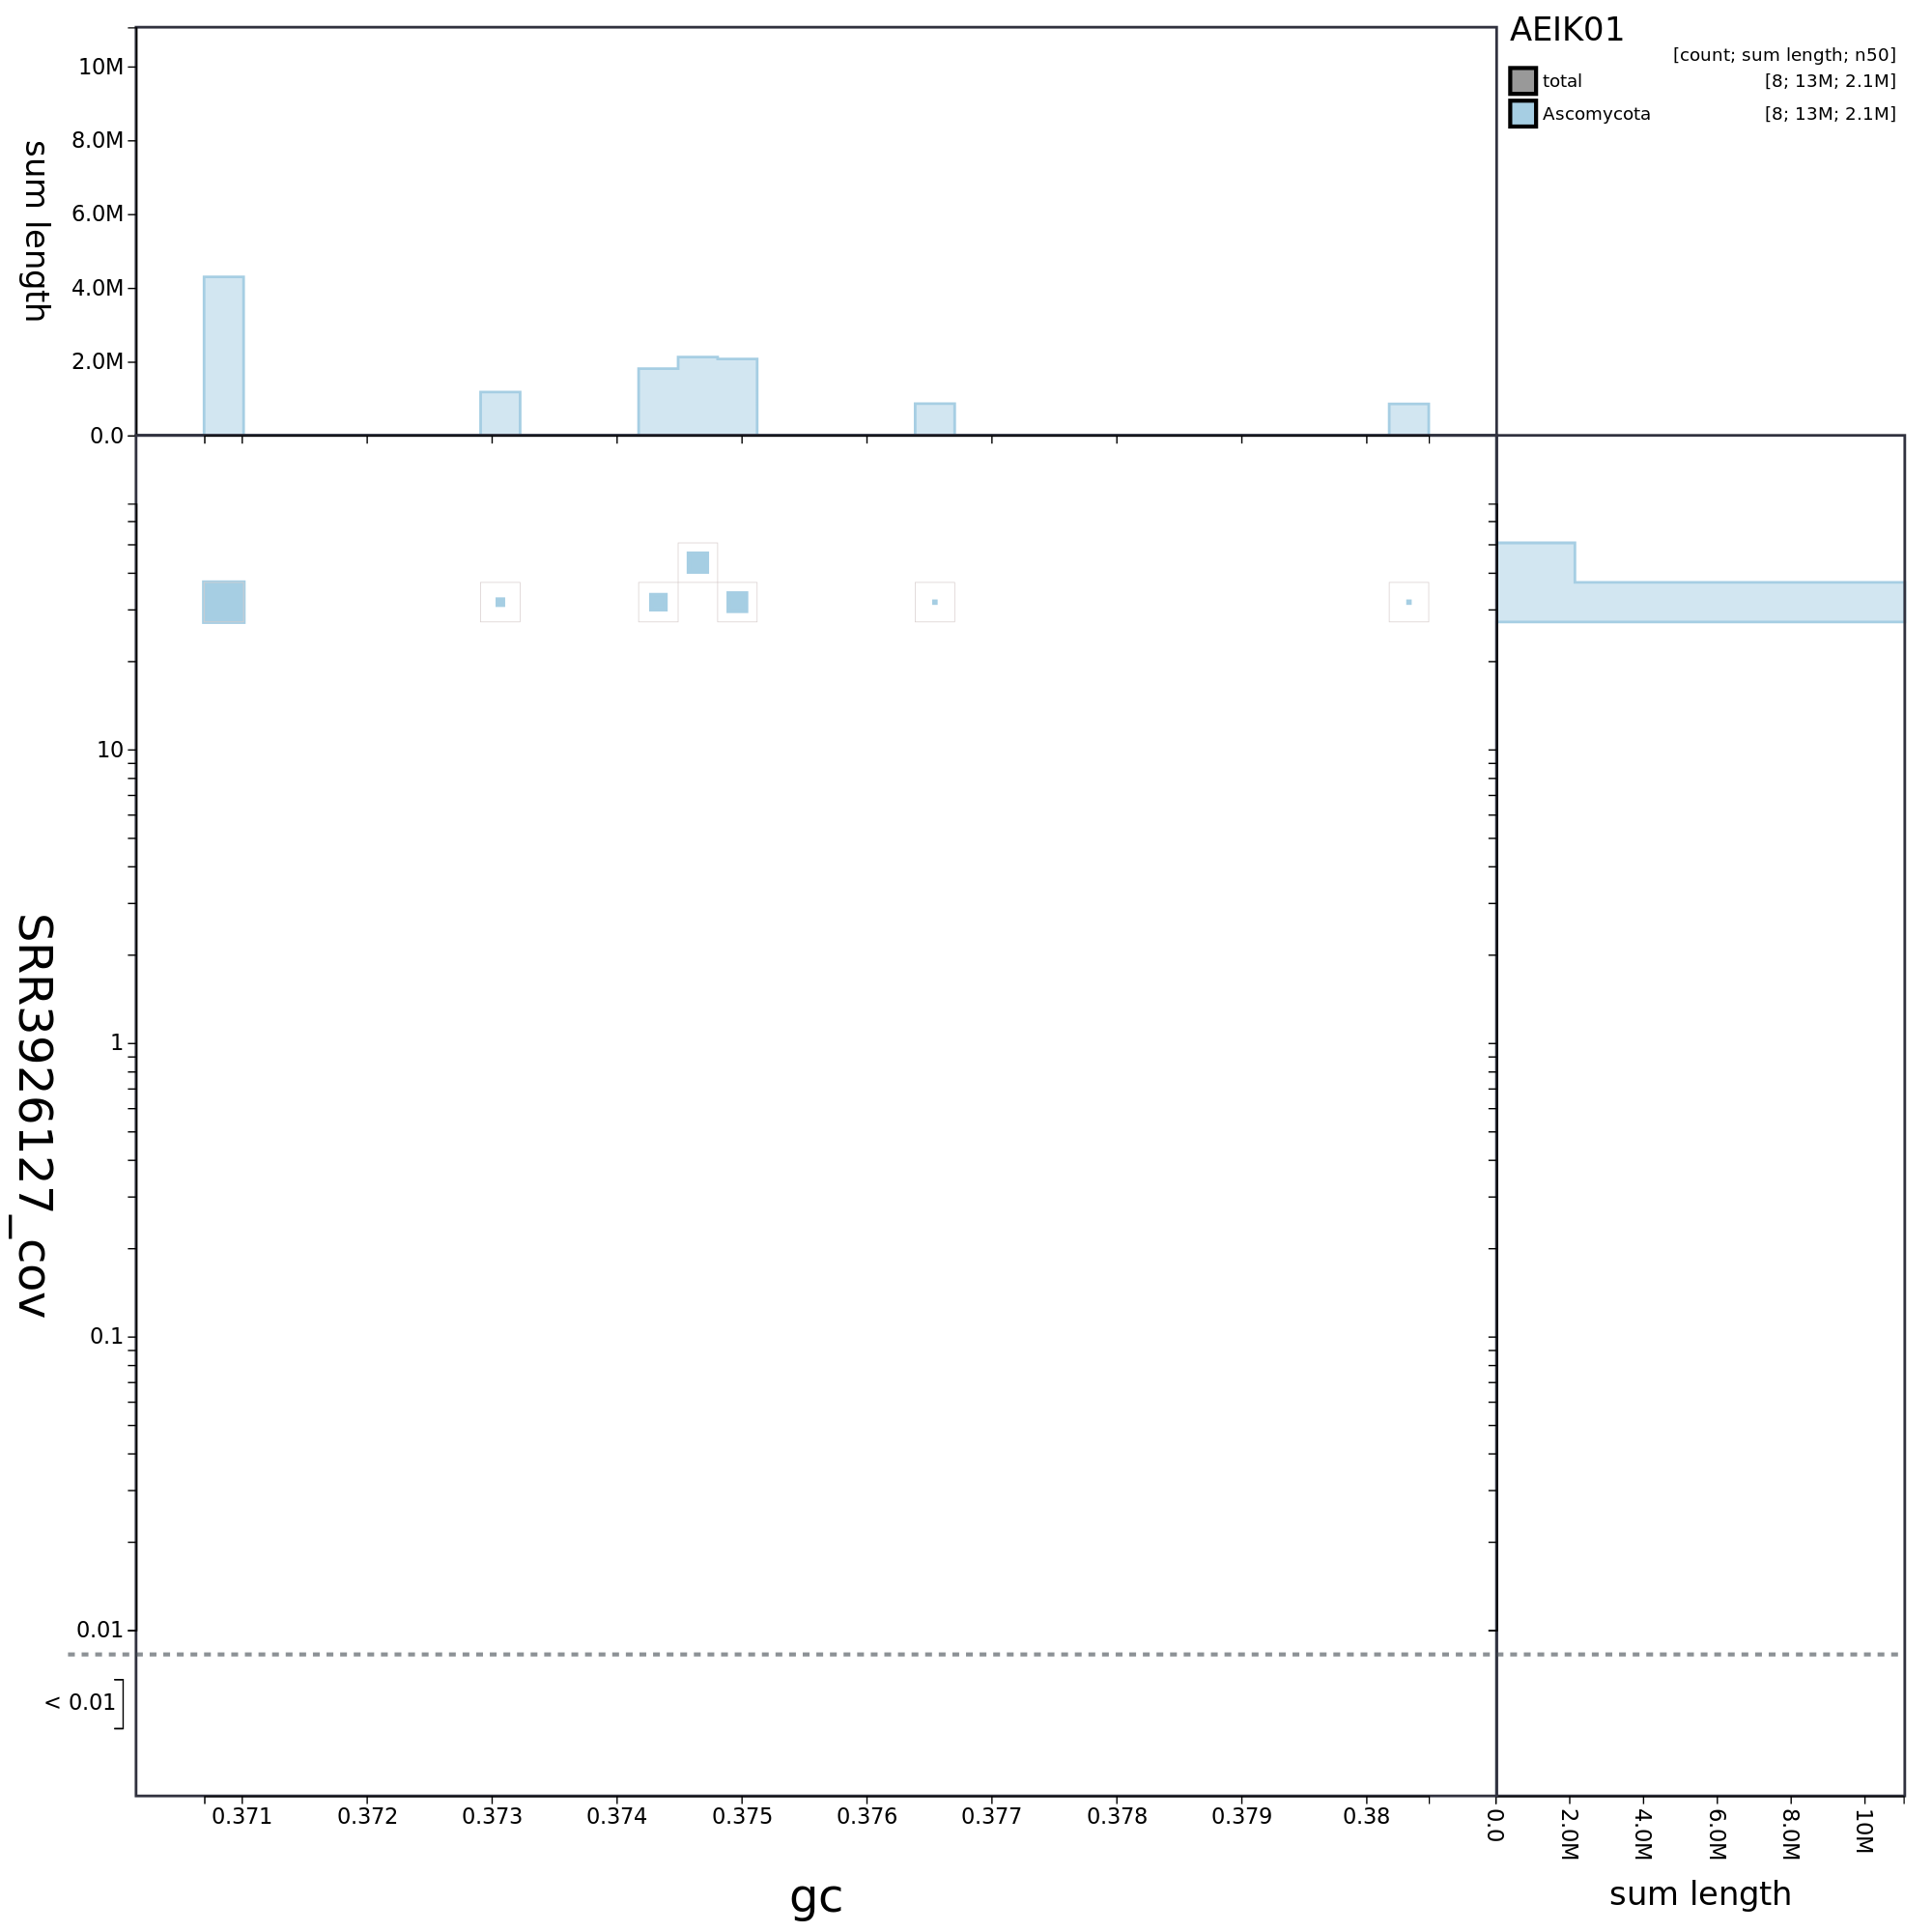 AEIK01
[count; sum length; n50]
total [8; 13M; 2.1M]
Ascomycota [8; 13M; 2.1M]
sum length
10M
8.0M
6.0M
4.0M
2.0M
0.0
SRR3926127_cov
10
1
0.1
0.01
< 0.01
0.371 0.372 0.373 0.374 0.375 0.376 0.377 0.378 0.379 0.38
gc
0.0 2.0M 4.0M 6.0M 8.0M 10M
sum length